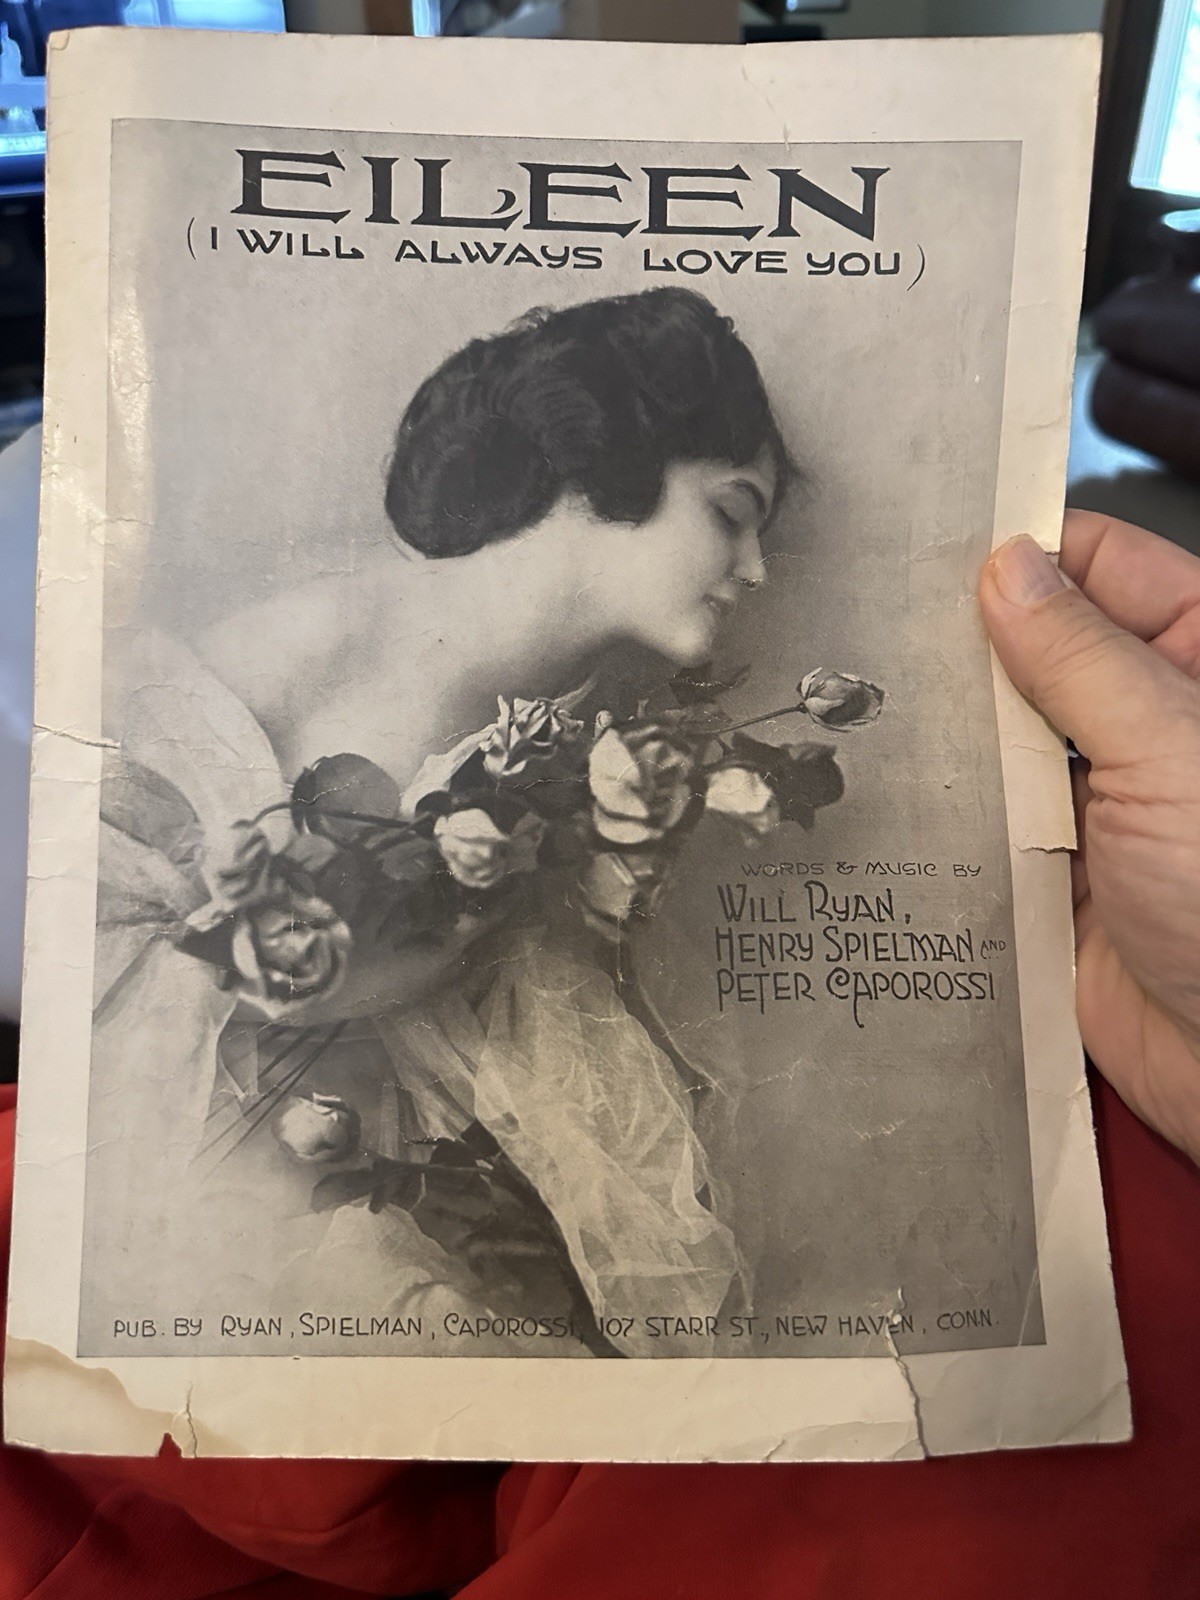 EILEEN
(I WILL ALWAYS LOVE YOU)
WORDS & MUSIC BY
WILL RYAN,
HENRY SPIELMAN AND
PETER CAPOROSSI
PUB. BY RYAN, SPIELMAN, CAPOROSSI, 107 STARR ST., NEW HAVEN, CONN.